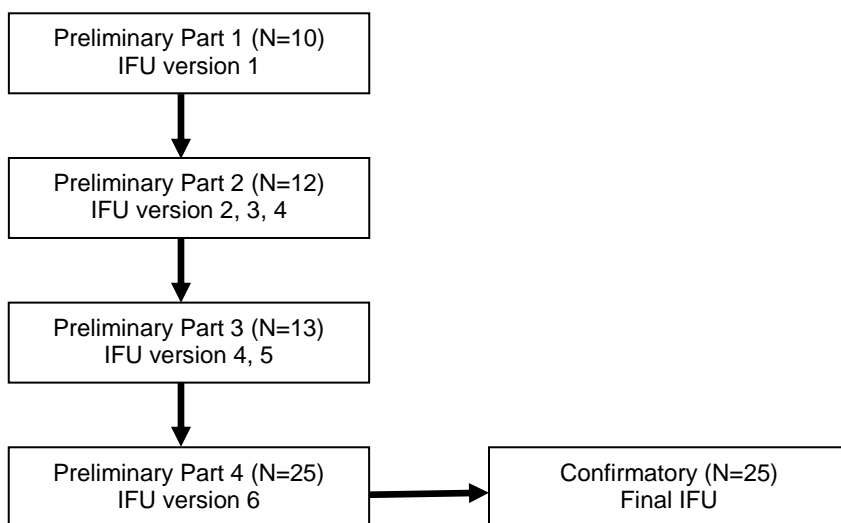 Preliminary Part 1 (N=10)
IFU version 1
Preliminary Part 2 (N=12)
IFU version 2, 3, 4
Preliminary Part 3 (N=13)
IFU version 4, 5
Preliminary Part 4 (N=25)
IFU version 6
Confirmatory (N=25)
Final IFU